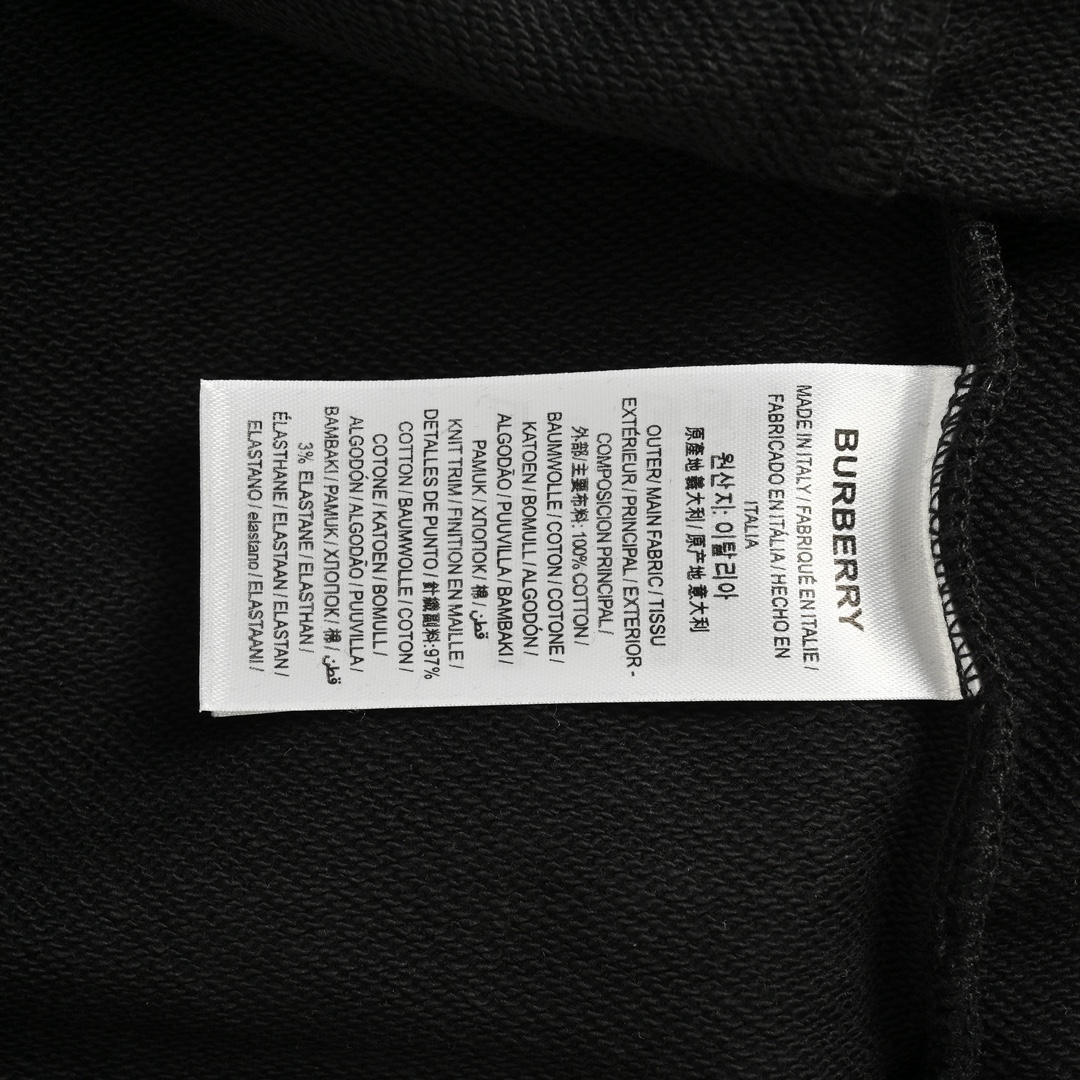 BURBERRY
MADE IN ITALY / FABRIQUÉ EN ITALIE /
FABRICADO EN ITÁLIA / HECHO EN
ITALIA
원산지: 이탈리아
原產地 義大利 / 原产地 意大利
OUTER/ MAIN FABRIC / TISSU
EXTÉRIEUR / PRINCIPAL / EXTERIOR -
COMPOSICION PRINCIPAL /
外部/ 主要布料: 100% COTTON /
BAUMWOLLE / COTON / COTONE /
KATOEN / BOMULL / ALGODÓN /
ALGODÃO / PUUVILLA / BAMBAKI /
PAMUK / ХЛОПОК / 棉 / قطن
KNIT TRIM / FINITION EN MAILLE /
DETALLES DE PUNTO / 針織副料:97%
COTTON / BAUMWOLLE / COTON /
COTONE / KATOEN / BOMULL /
ALGODÓN / ALGODÃO / PUUVILLA /
BAMBAKI / PAMUK / ХЛОПОК / 棉 / قطن
3% ELASTANE / ELASTHAN /
ÉLASTHANE / ELASTAAN / ELASTAN /
ELASTANO / elastano / ELASTAANI /